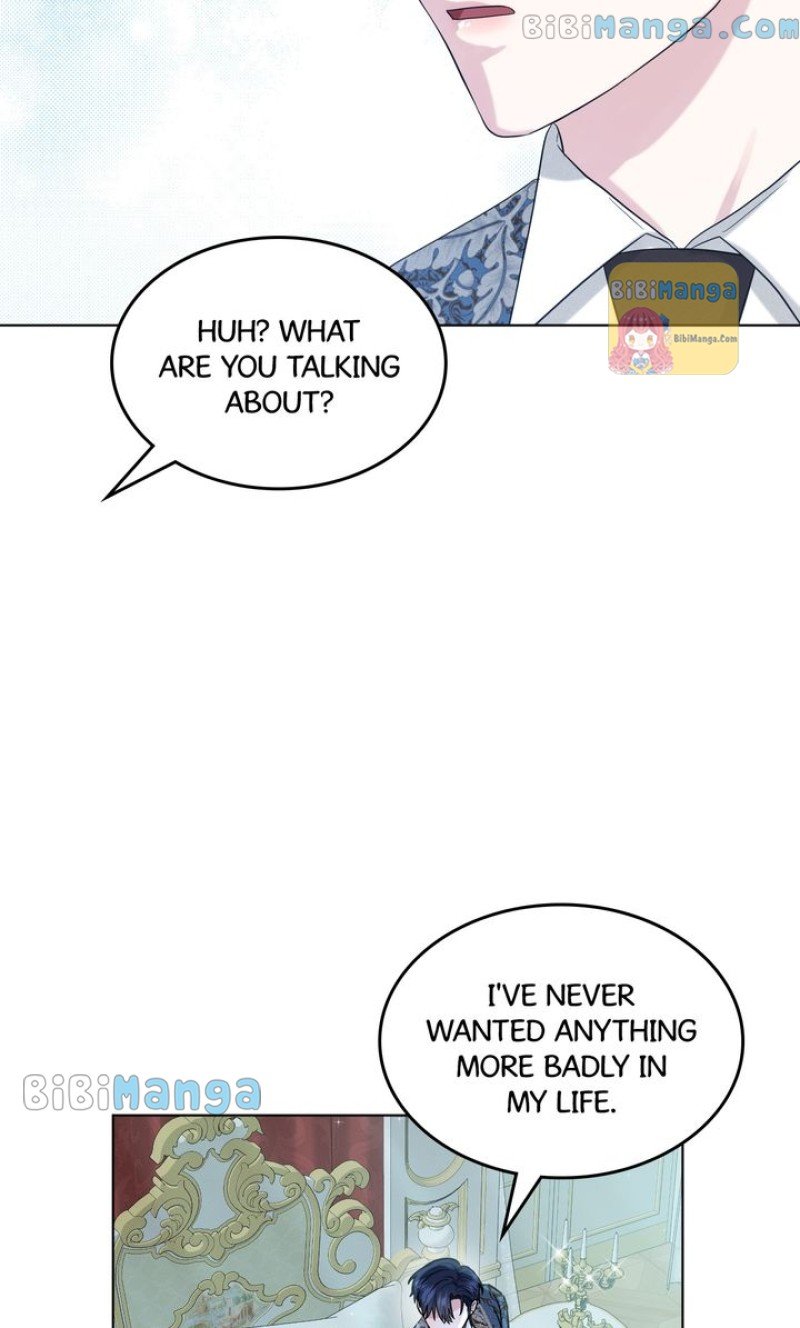 BiBiManga.Com
BiBiManga
BibiManga.Com
HUH? WHAT
ARE YOU TALKING
ABOUT?
I'VE NEVER
WANTED ANYTHING
MORE BADLY IN
MY LIFE.
BiBiManga